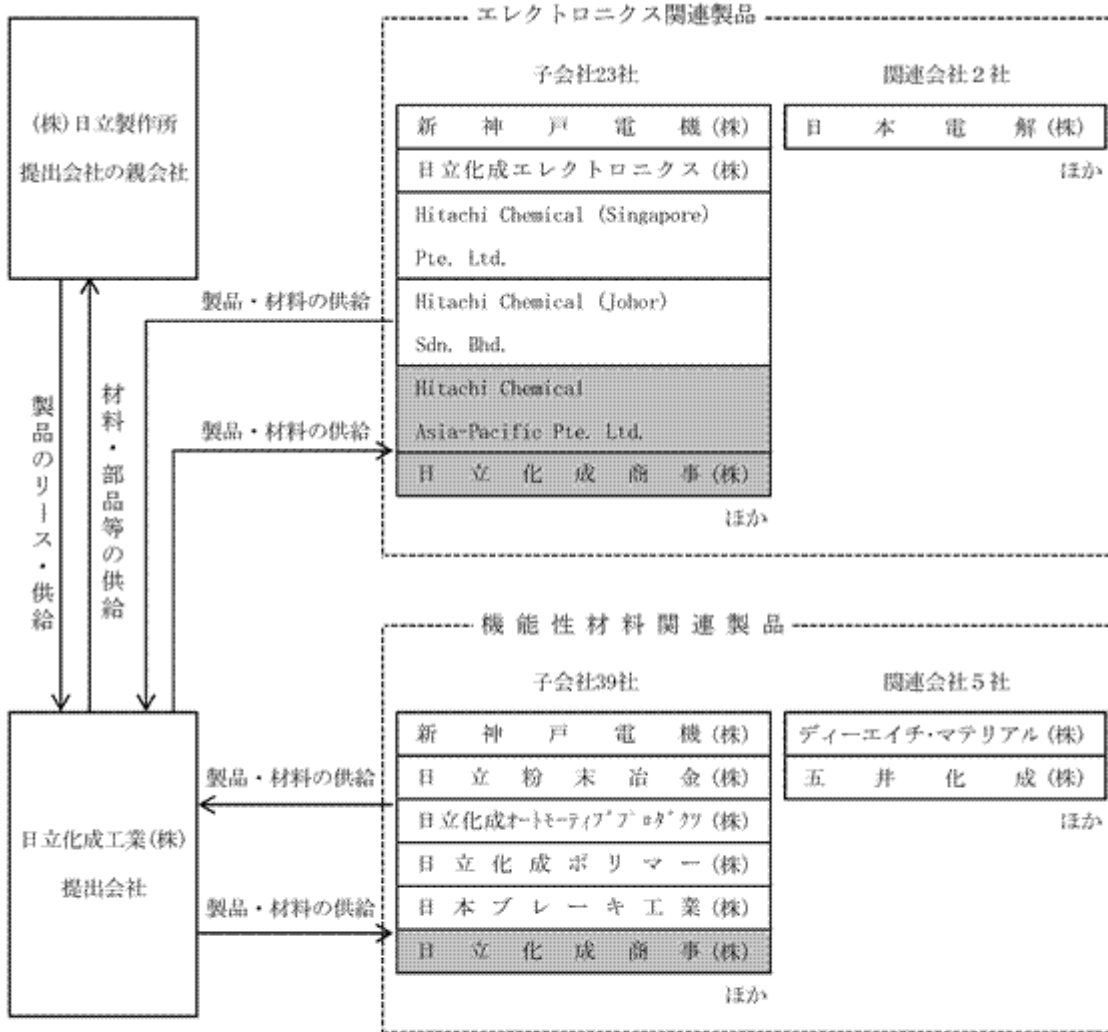 エレクトロニクス関連製品
子会社23社
関連会社2社
(株)日立製作所
提出会社の親会社
新神戸電機(株)
日立化成エレクトロニクス(株)
Hitachi Chemical (Singapore)
Pte. Ltd.
Hitachi Chemical (Johor)
Sdn. Bhd.
Hitachi Chemical
Asia-Pacific Pte. Ltd.
日立化成商事(株)
ほか
日本電解(株)
ほか
製品・材料の供給
製品・材料の供給
製品のリース・供給
材料・部品等の供給
機能性材料関連製品
子会社39社
関連会社5社
新神戸電機(株)
日立粉末冶金(株)
日立化成オートモーティブプロダクツ(株)
日立化成ポリマー(株)
日本ブレーキ工業(株)
日立化成商事(株)
ほか
ディーエイチ・マテリアル(株)
五井化成(株)
ほか
製品・材料の供給
製品・材料の供給
日立化成工業(株)
提出会社